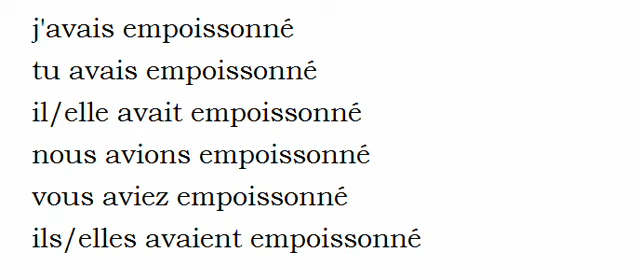 j'avais empoissonné
tu avais empoissonné
il/elle avait empoissonné
nous avions empoissonné
vous aviez empoissonné
ils/elles avaient empoissonné